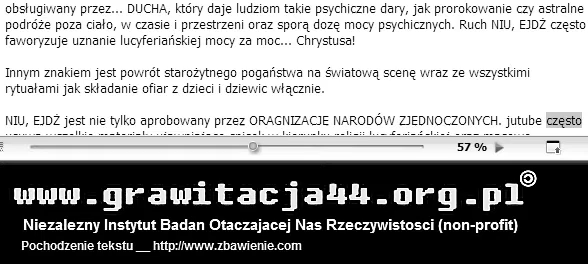 obsługiwany przez... DUCHA, który daje ludziom takie psychiczne dary, jak prorokowanie czy astralne
podróże poza ciało, w czasie i przestrzeni oraz sporą dozę mocy psychicznych. Ruch NIU, EJDŻ często
faworyzuje uznanie lucyferiańskiej mocy za moc... Chrystusa!
Innym znakiem jest powrót starożytnego pogaństwa na światową scenę wraz ze wszystkimi
rytuałami jak składanie ofiar z dzieci i dziewic włącznie.
NIU, EJDŻ jest nie tylko aprobowany przez ORAGNIZACJE NARODÓW ZJEDNOCZONYCH. jutube często
57 %
www.grawitacja44.org.pl
Niezalezny Instytut Badan Otaczajacej Nas Rzeczywistosci (non-profit)
Pochodzenie tekstu __ http://www.zbawienie.com